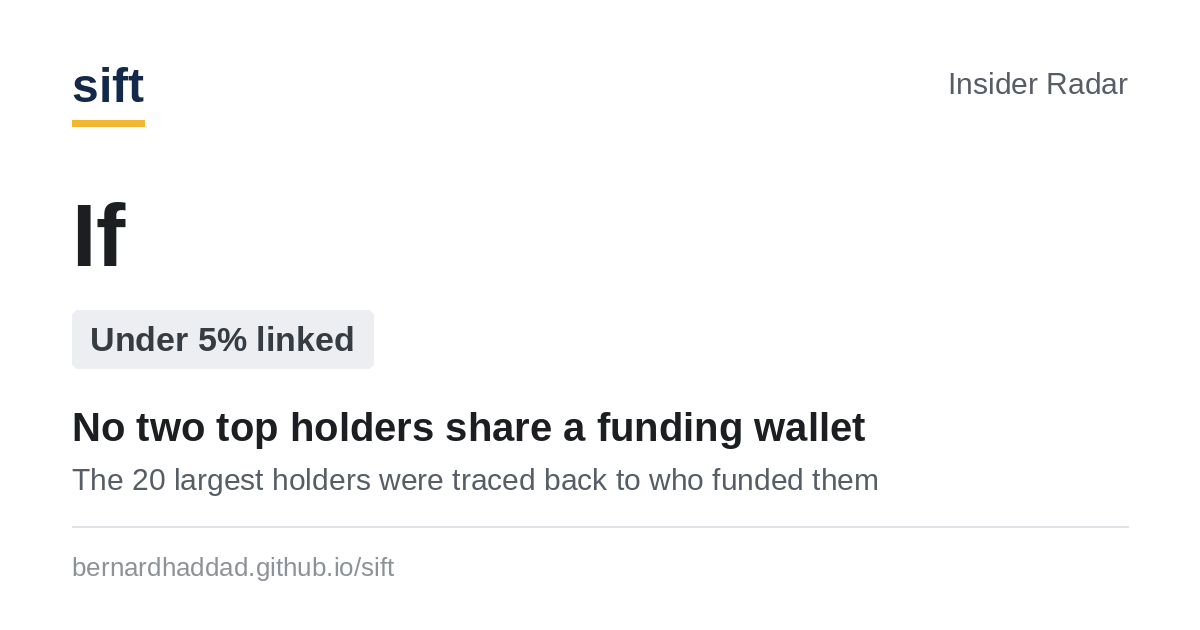 sift
Insider Radar
If
Under 5% linked
No two top holders share a funding wallet
The 20 largest holders were traced back to who funded them
bernardhaddad.github.io/sift